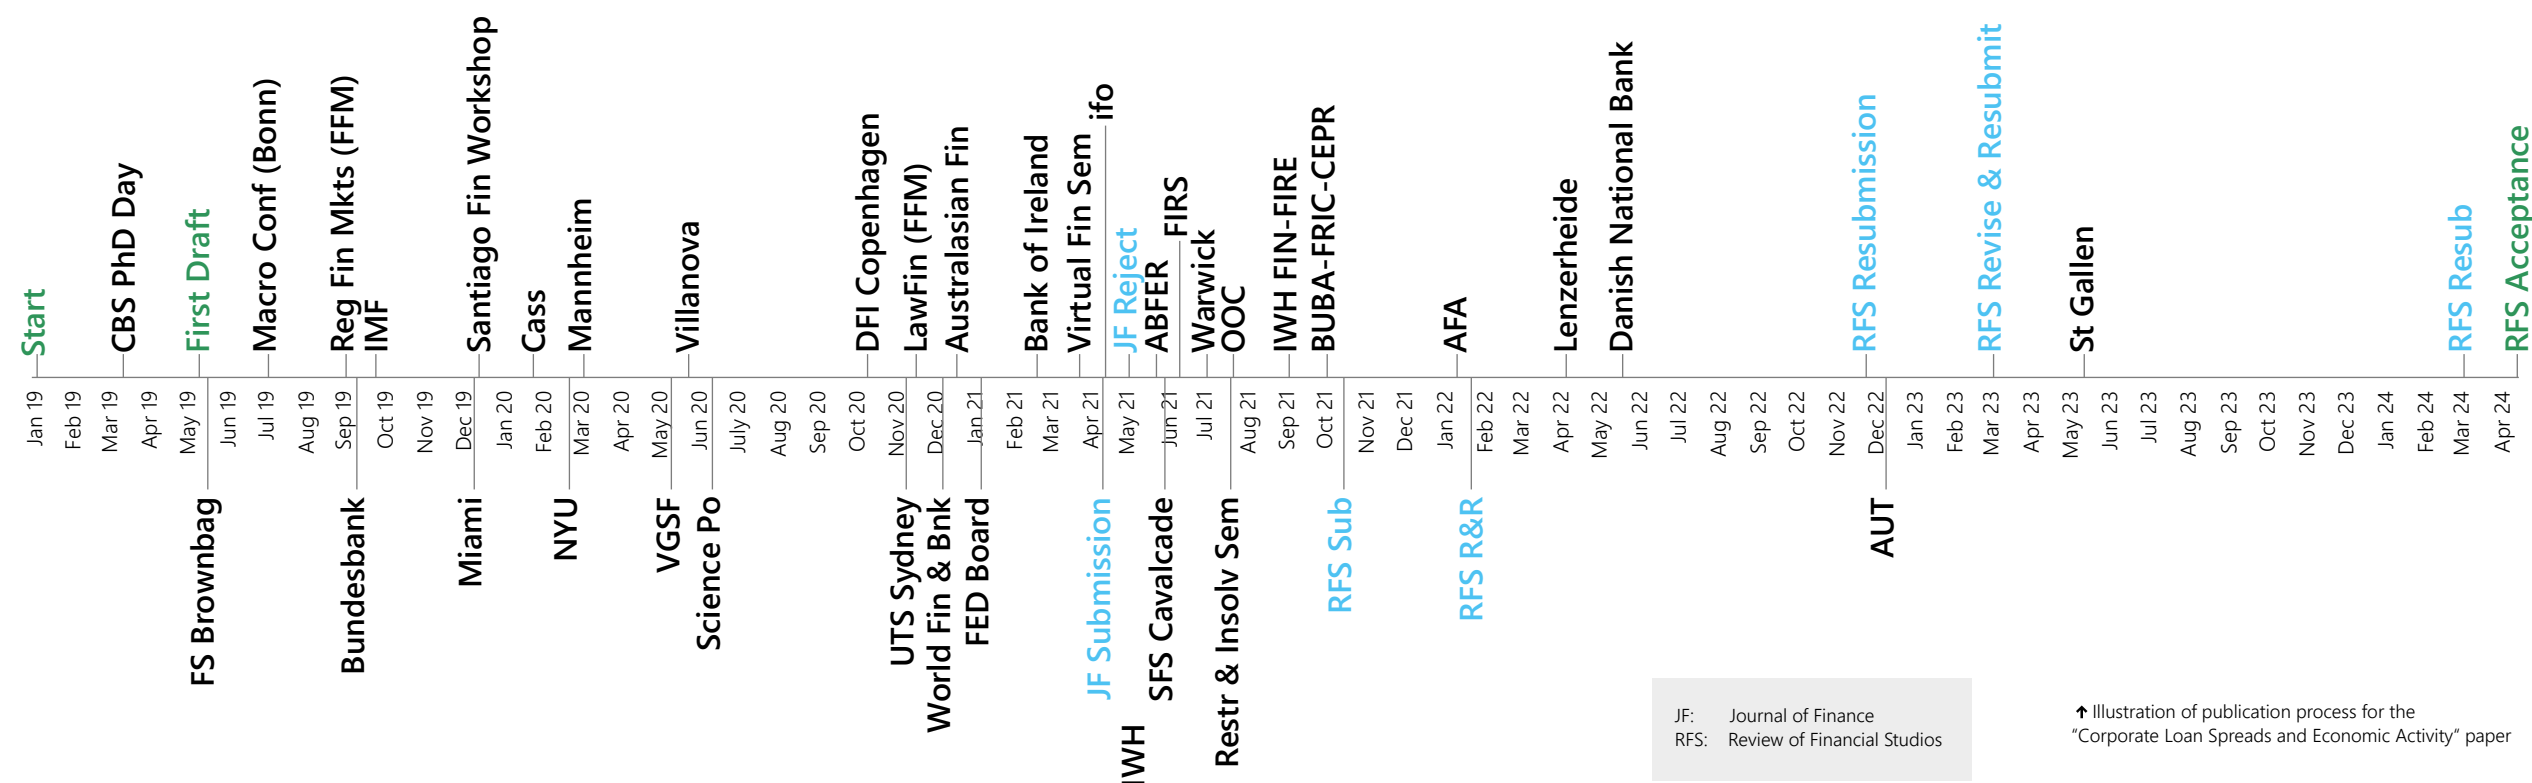 Start
CBS PhD Day
First Draft
Macro Conf (Bonn)
Reg Fin Mkts (FFM)
IMF
Santiago Fin Workshop
Cass
Mannheim
Villanova
DFI Copenhagen
LawFin (FFM)
Australasian Fin
Bank of Ireland
Virtual Fin Sem
ifo
JF Reject
ABFER
FIRS
Warwick
OOC
IWH FIN-FIRE
BUBA-FRIC-CEPR
AFA
Lenzerheide
Danish National Bank
RFS Resubmission
RFS Revise & Resubmit
St Gallen
RFS Resub
RFS Acceptance
Jan 19
Feb 19
Mar 19
Apr 19
May 19
Jun 19
Jul 19
Aug 19
Sep 19
Oct 19
Nov 19
Dec 19
Jan 20
Feb 20
Mar 20
Apr 20
May 20
Jun 20
July 20
Aug 20
Sep 20
Oct 20
Nov 20
Dec 20
Jan 21
Feb 21
Mar 21
Apr 21
May 21
Jun 21
Jul 21
Aug 21
Sep 21
Oct 21
Nov 21
Dec 21
Jan 22
Feb 22
Mar 22
Apr 22
May 22
Jun 22
Jul 22
Aug 22
Sep 22
Oct 22
Nov 22
Dec 22
Jan 23
Feb 23
Mar 23
Apr 23
May 23
Jun 23
Jul 23
Aug 23
Sep 23
Oct 23
Nov 23
Dec 23
Jan 24
Feb 24
Mar 24
Apr 24
FS Brownbag
Bundesbank
Miami
NYU
VGSF
Science Po
UTS Sydney
World Fin & Bnk
FED Board
JF Submission
IWH
SFS Cavalcade
Restr & Insolv Sem
RFS Sub
RFS R&R
AUT
JF: Journal of Finance
RFS: Review of Financial Studios
↑ Illustration of publication process for the
"Corporate Loan Spreads and Economic Activity" paper